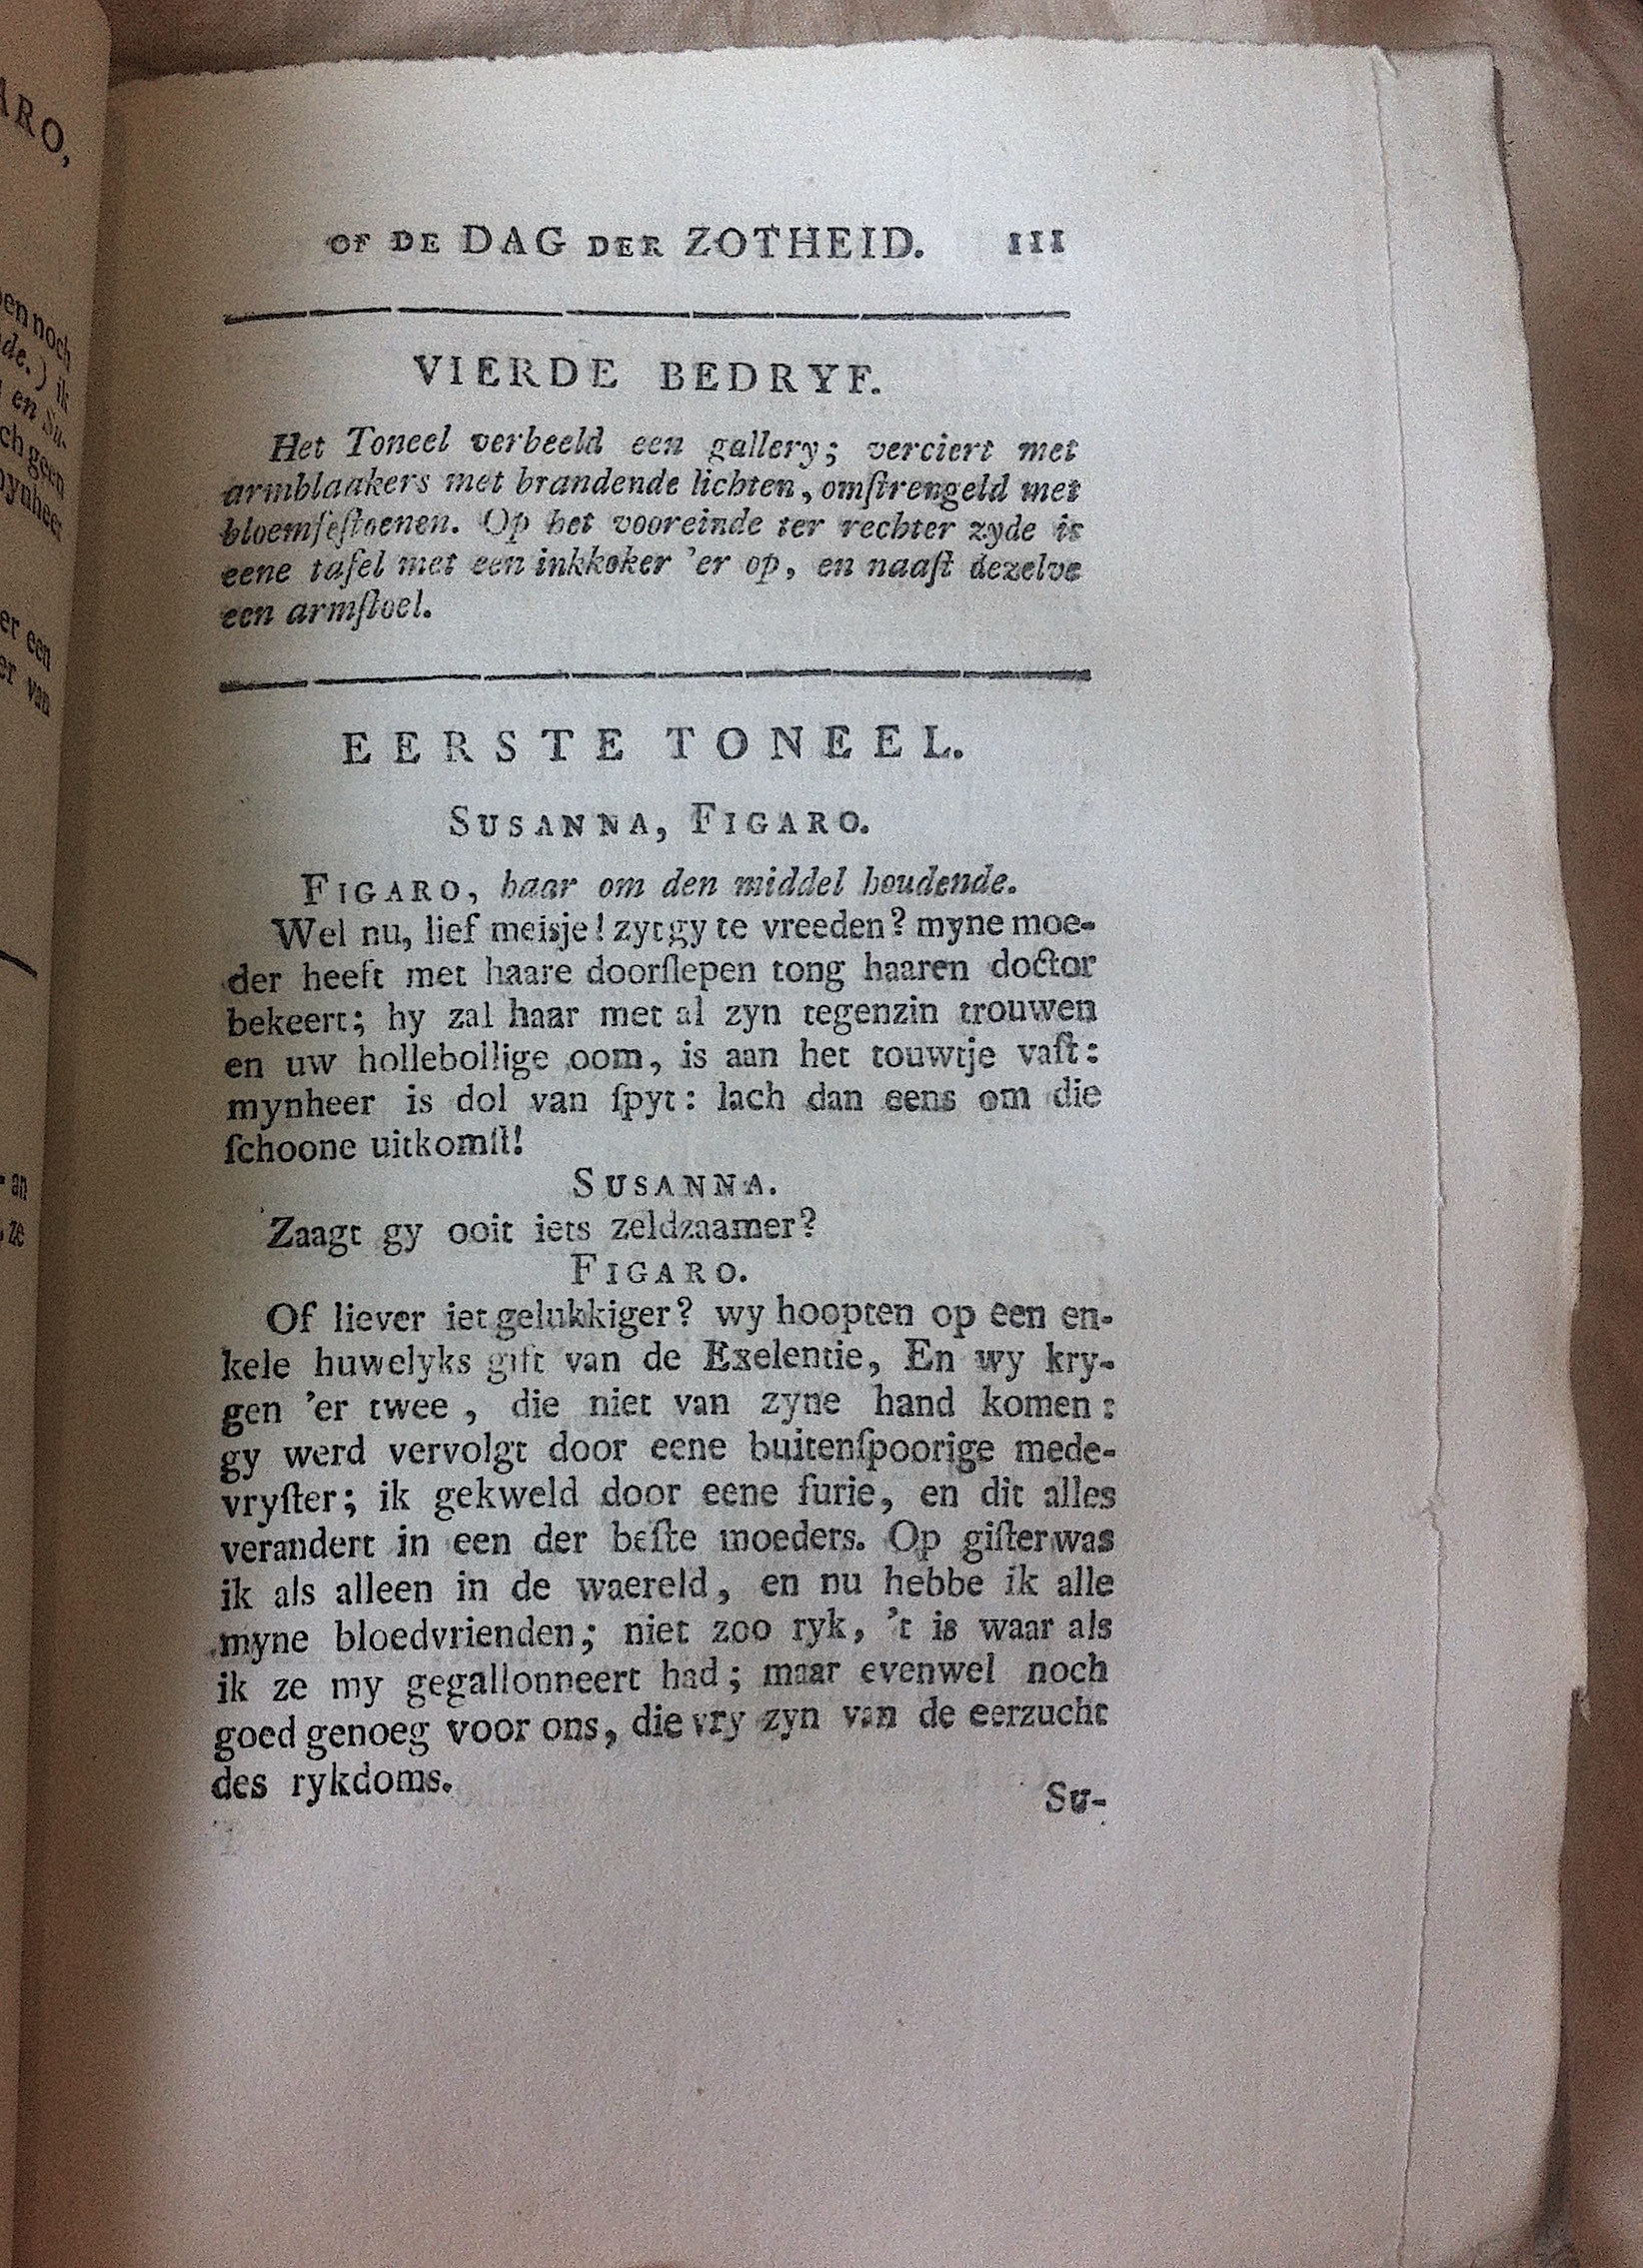 OF DE DAG DER ZOTHEID. 111
VIERDE BEDRYF.
Het Toneel verbeeld een gallery; verciert met
armblaakers met brandende lichten, omſtrengeld met
bloemfeſtoenen. Op het vooreinde ter rechter zyde is
eene tafel met een inkkoker 'er op, en naaſt dezelve
een armſtoel.
EERSTE TONEEL.
SUSANNA, FIGARO.
FIGARO, haar om den middel houdende.
Wel nu, lief meisje! zyt gy te vreeden? myne moe-
der heeft met haare doorſlepen tong haaren doctor
bekeert; hy zal haar met al zyn tegenzin trouwen
en uw hollebollige oom, is aan het touwtje vaſt:
mynheer is dol van ſpyt: lach dan eens om die
ſchoone uitkomſt!
SUSANNA.
Zaagt gy ooit iets zeldzaamer?
FIGARO.
Of liever iet gelukkiger? wy hoopten op een en-
kele huwelyks gift van de Exelentie, En wy kry-
gen 'er twee, die niet van zyne hand komen:
gy werd vervolgt door eene buitenſpoorige mede-
vryſter; ik gekweld door eene furie, en dit alles
verandert in een der beſte moeders. Op giſter was
ik als alleen in de waereld, en nu hebbe ik alle
myne bloedvrienden; niet zoo ryk, 't is waar als
ik ze my gegallonneert had; maar evenwel noch
goed genoeg voor ons, die vry zyn van de eerzucht
des rykdoms.
Su-